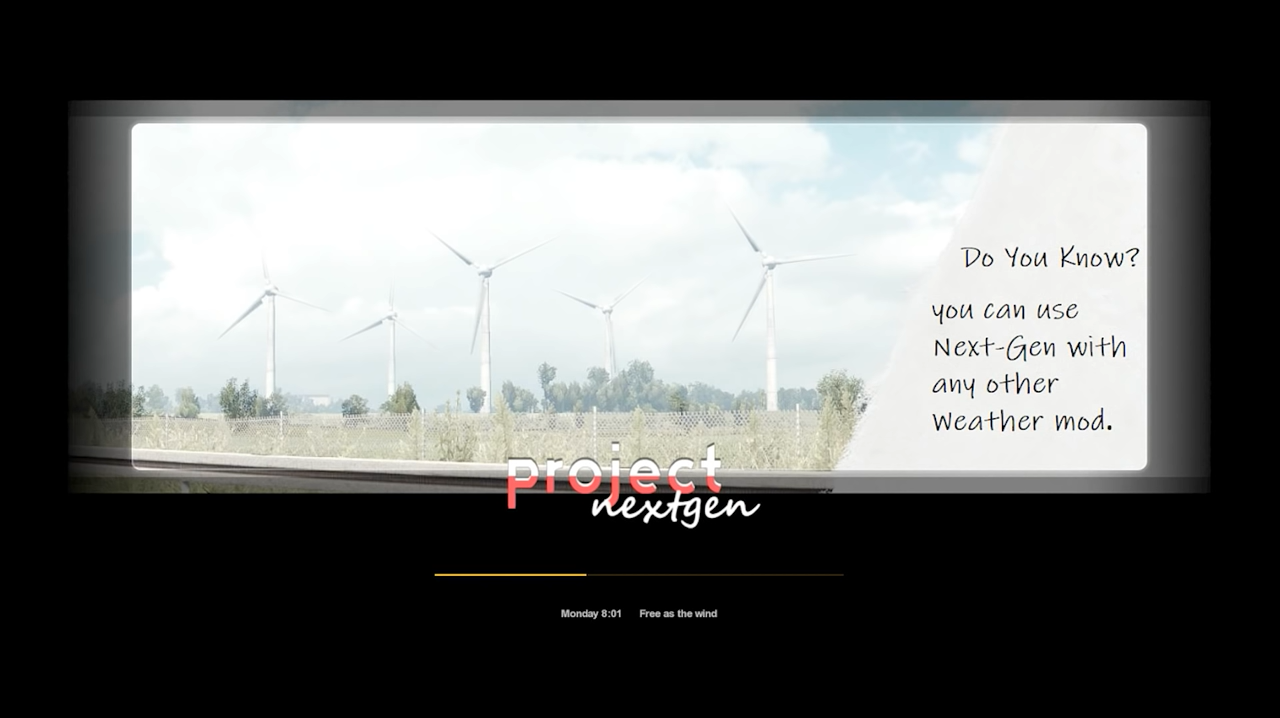 Do You Know?
you can use
Next-Gen with
any other
Weather mod.
project
nextgen
Monday 8:01 Free as the wind